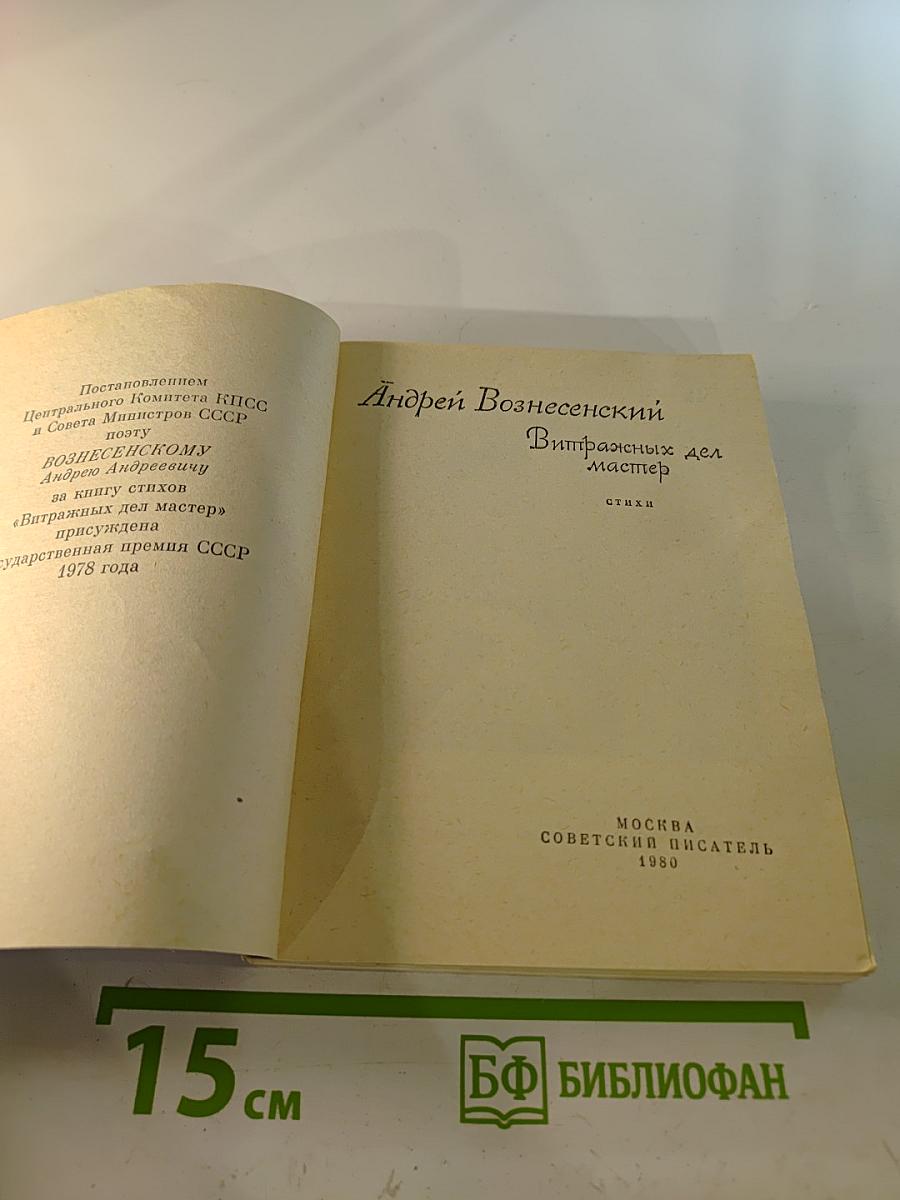 Постановлением
Центрального Комитета КПСС
и Совета Министров СССР
поэту
ВОЗНЕСЕНСКОМУ
Андрею Андреевичу
за книгу стихов
«Витражных дел мастер»
присуждена
сударственная премия СССР
1978 года
Андрей Вознесенский
Витражных дел
мастер
СТИХИ
МОСКВА
СОВЕТСКИЙ ПИСАТЕЛЬ
1980
15 см
БФ БИБЛИОФАН